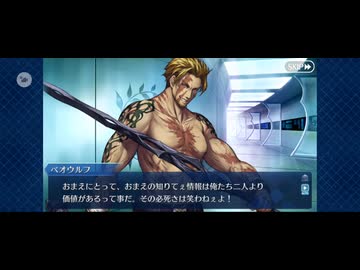 SKIP
ベオウルフ
おまえにとって、おまえの知りてぇ情報は俺たち二人より
価値があるって事だ、その必死さは笑わねぇよ！